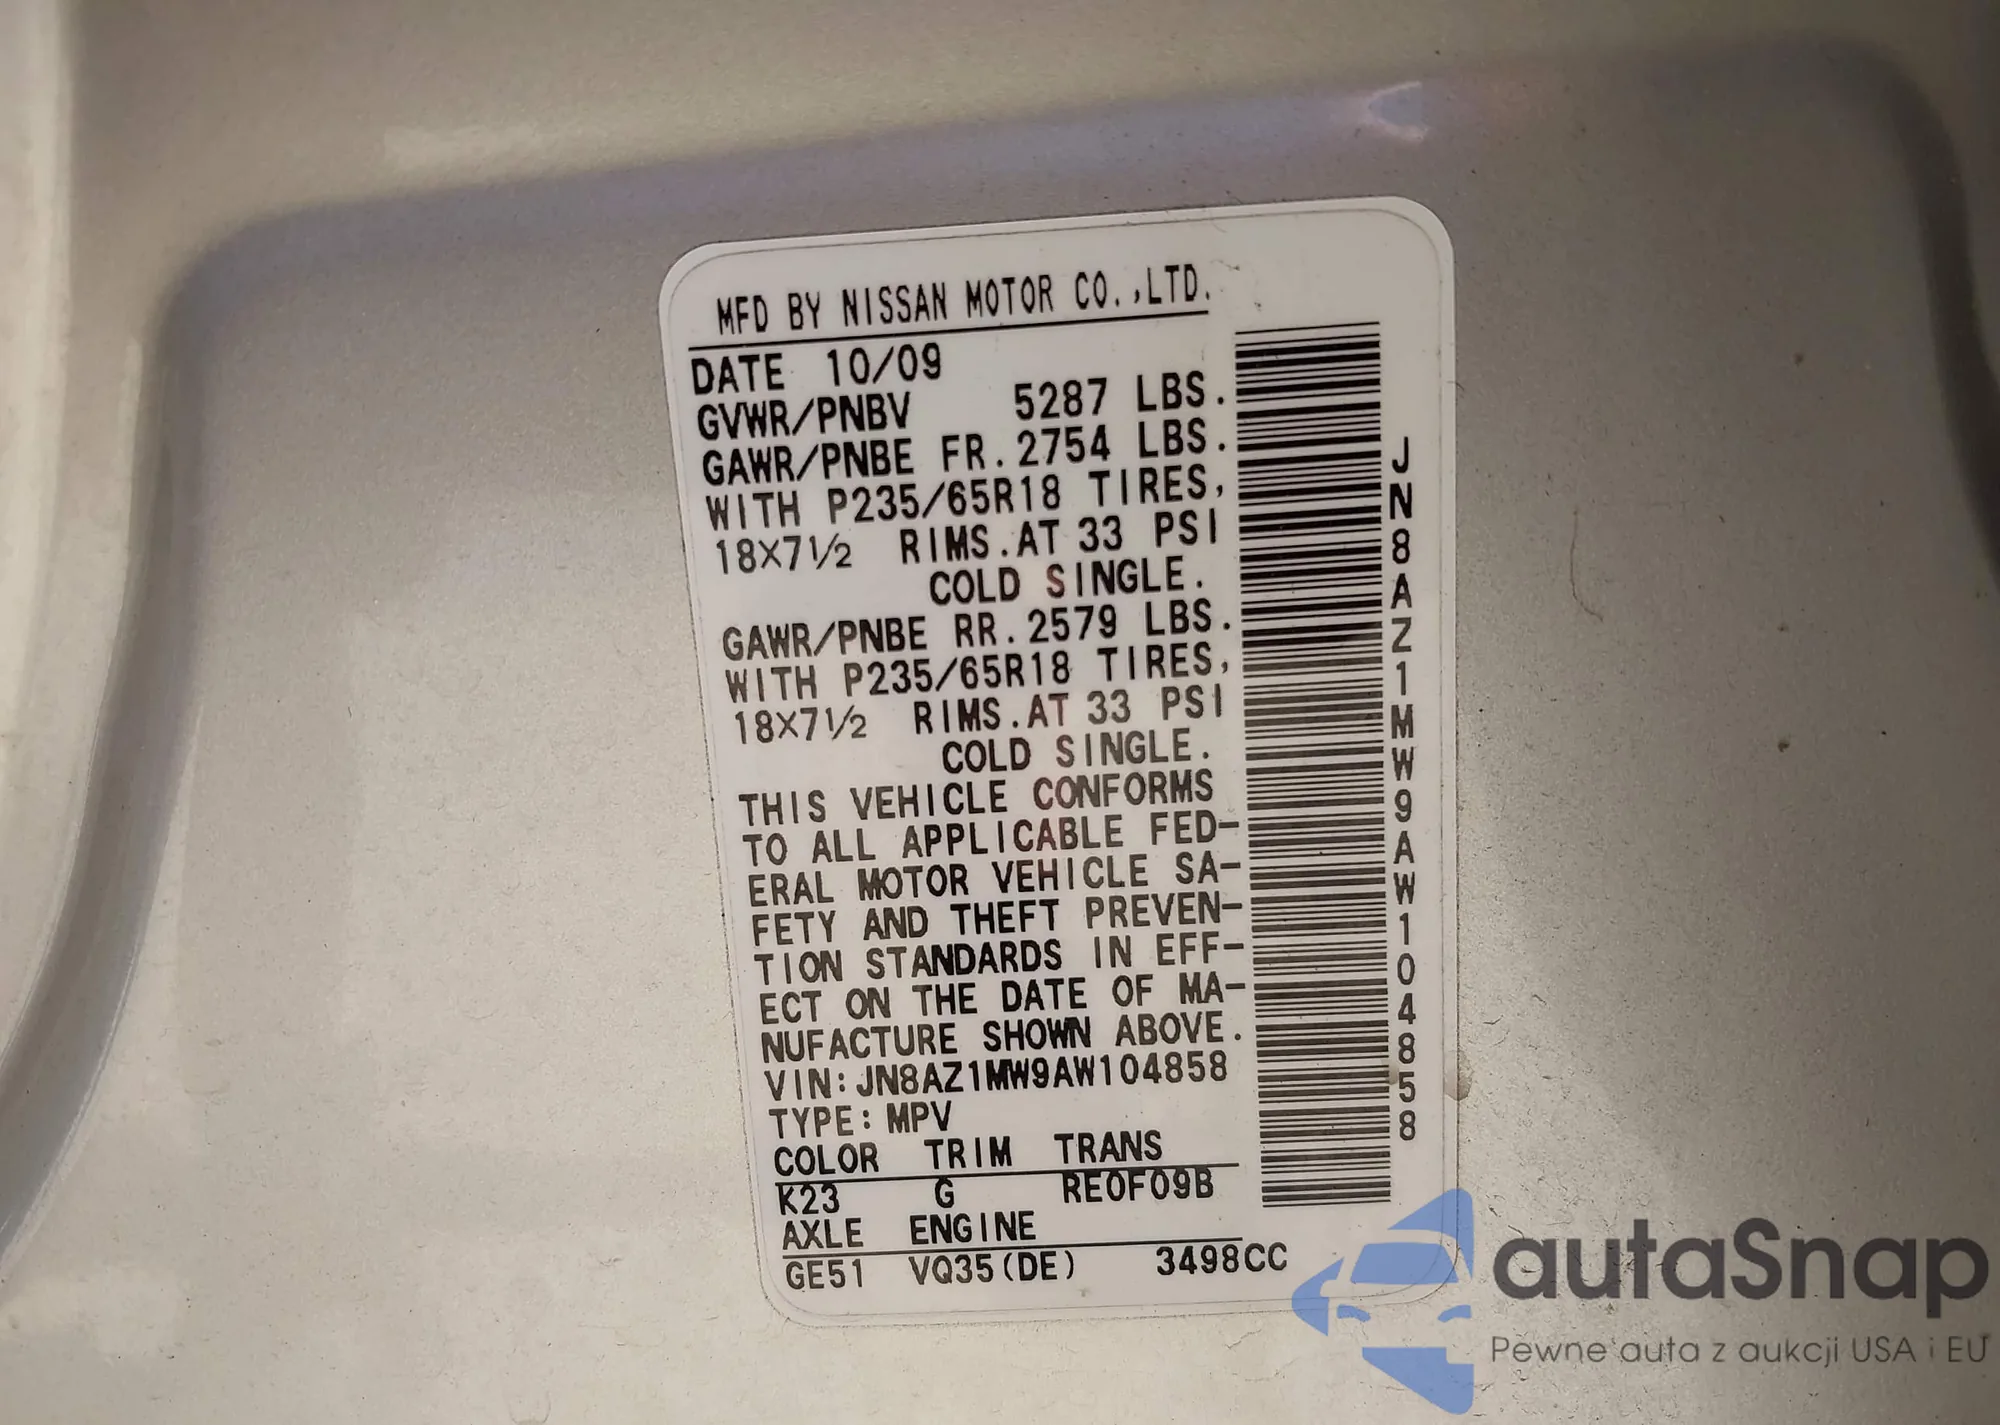 MFD BY NISSAN MOTOR CO.,LTD.
DATE 10/09
GVWR/PNBV 5287 LBS.
GAWR/PNBE FR.2754 LBS.
WITH P235/65R18 TIRES,
18X7½ RIMS.AT 33 PSI
COLD SINGLE.
GAWR/PNBE RR.2579 LBS.
WITH P235/65R18 TIRES,
18X7½ RIMS.AT 33 PSI
COLD SINGLE.
THIS VEHICLE CONFORMS
TO ALL APPLICABLE FED-
ERAL MOTOR VEHICLE SA-
FETY AND THEFT PREVEN-
TION STANDARDS IN EFF-
ECT ON THE DATE OF MA-
NUFACTURE SHOWN ABOVE.
VIN:JN8AZ1MW9AW104858
TYPE:MPV
COLOR TRIM TRANS
K23 G RE0F09B
AXLE ENGINE
GE51 VQ35(DE) 3498CC
JN8AZ1MW9AW104858
autaSnap
Pewne auta z aukcji USA i EU